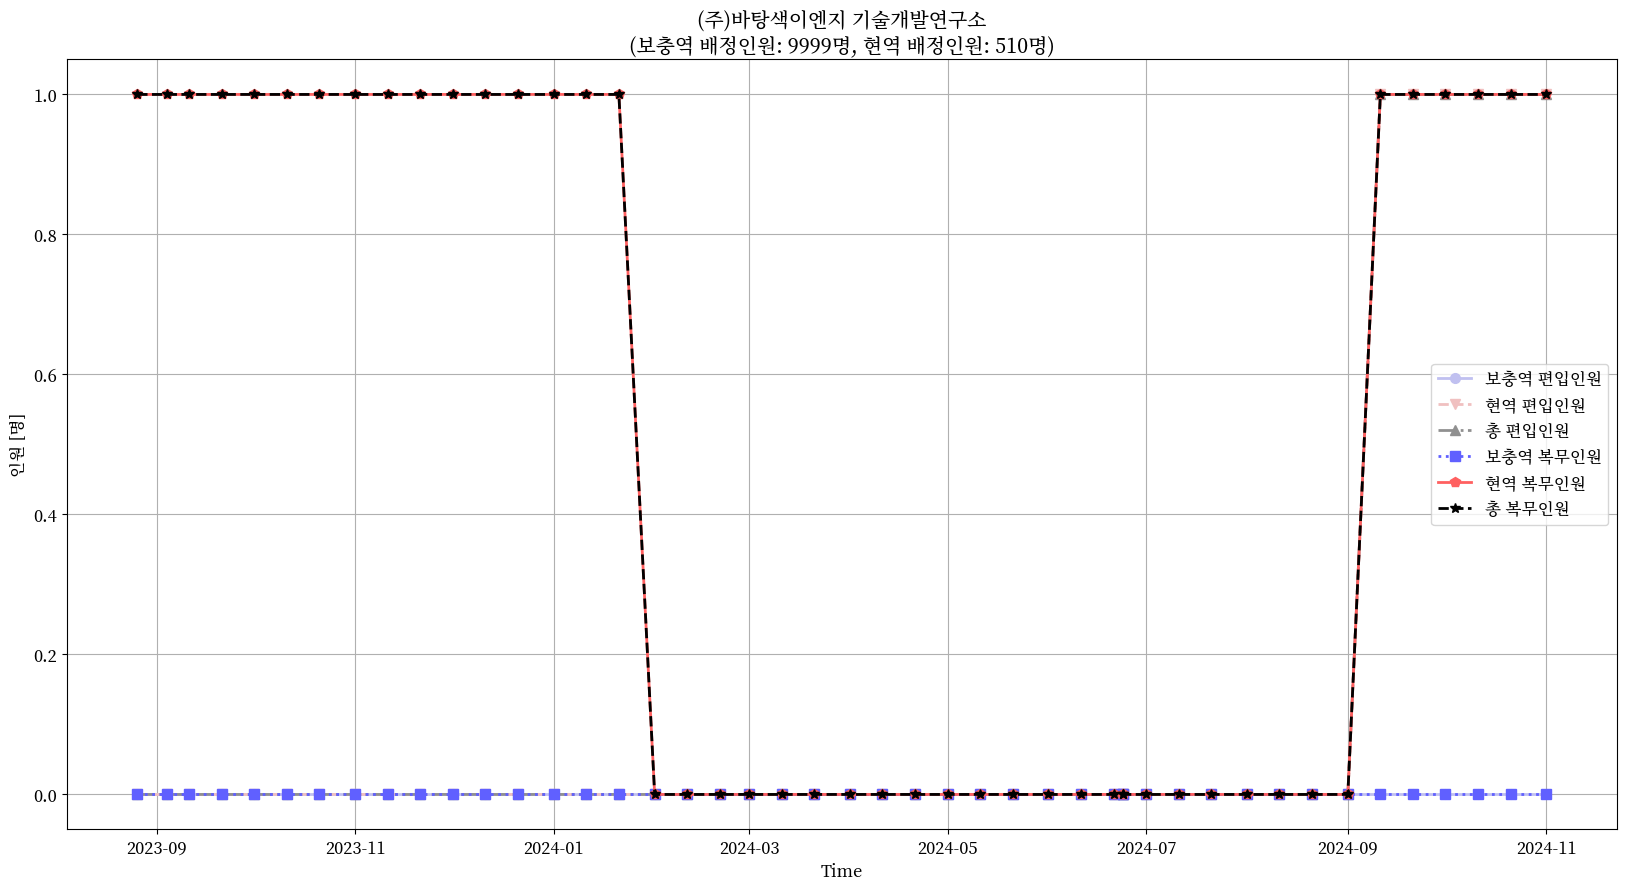 (주)바탕색이엔지 기술개발연구소
(보충역 배정인원: 9999명, 현역 배정인원: 510명)
1.0
0.8
0.6
0.4
0.2
0.0
인원 [명]
보충역 편입인원
현역 편입인원
총 편입인원
보충역 복무인원
현역 복무인원
총 복무인원
2023-09 2023-11 2024-01 2024-03 2024-05 2024-07 2024-09 2024-11
Time